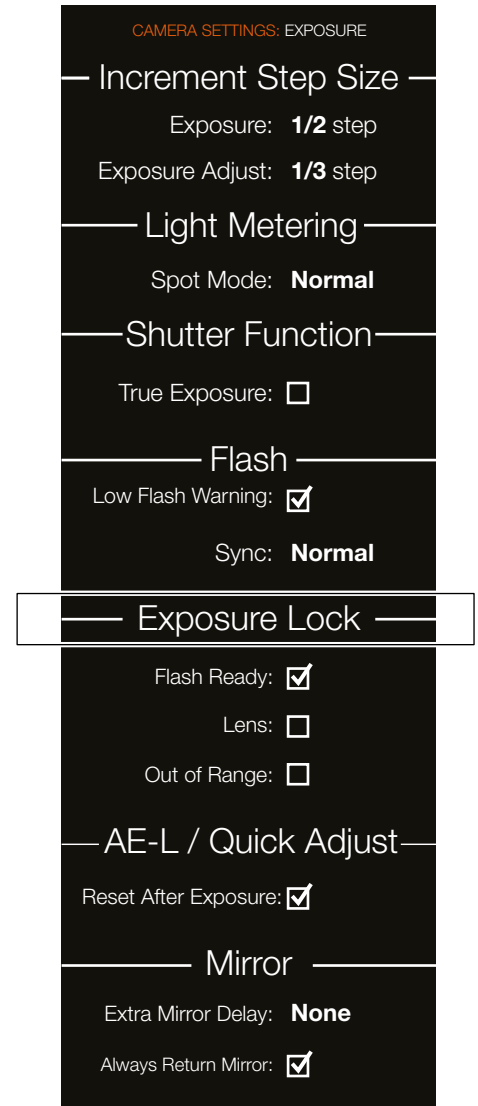 CAMERA SETTINGS: EXPOSURE
Increment Step Size
Exposure: 1/2 step
Exposure Adjust: 1/3 step
Light Metering
Spot Mode: Normal
Shutter Function
True Exposure:
Flash
Low Flash Warning:
Sync: Normal
Exposure Lock
Flash Ready:
Lens:
Out of Range:
AE-L / Quick Adjust
Reset After Exposure:
Mirror
Extra Mirror Delay: None
Always Return Mirror: